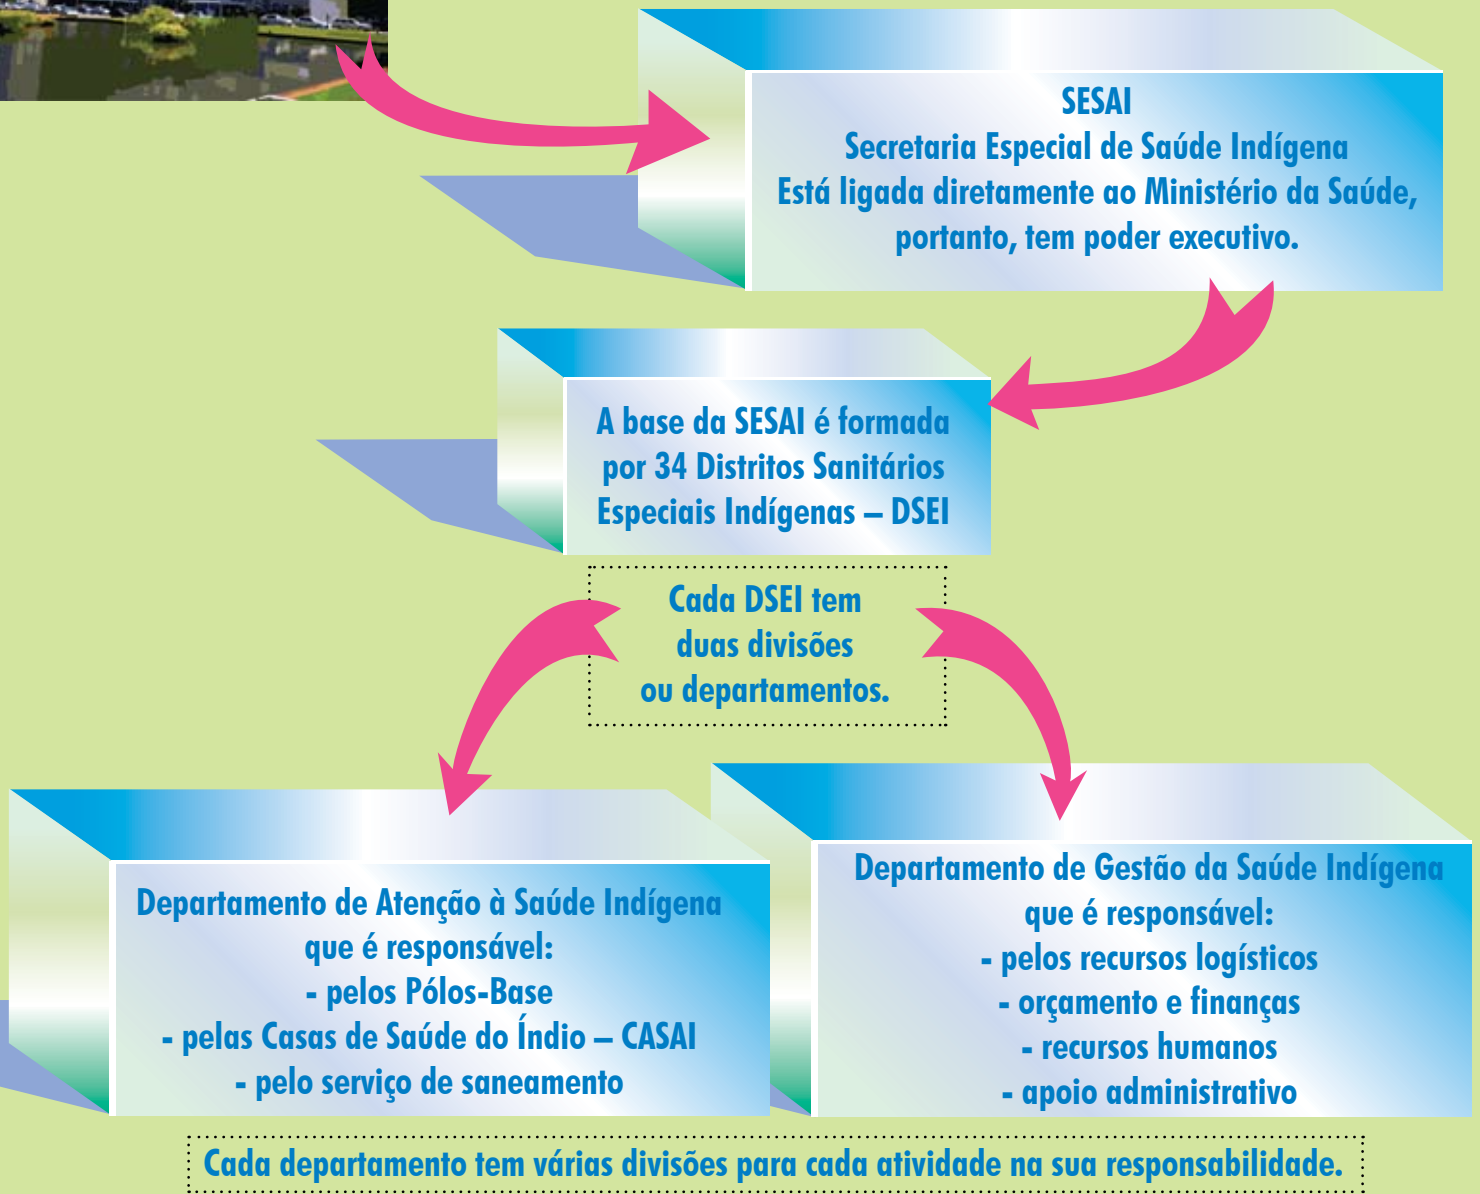 SESAI
Secretaria Especial de Saúde Indígena
Está ligada diretamente ao Ministério da Saúde,
portanto, tem poder executivo.
A base da SESAI é formada
por 34 Distritos Sanitários
Especiais Indígenas – DSEI
Cada DSEI tem
duas divisões
ou departamentos.
Departamento de Atenção à Saúde Indígena
que é responsável:
- pelos Pólos-Base
- pelas Casas de Saúde do Índio – CASAI
- pelo serviço de saneamento
Departamento de Gestão da Saúde Indígena
que é responsável:
- pelos recursos logísticos
- orçamento e finanças
- recursos humanos
- apoio administrativo
Cada departamento tem várias divisões para cada atividade na sua responsabilidade.